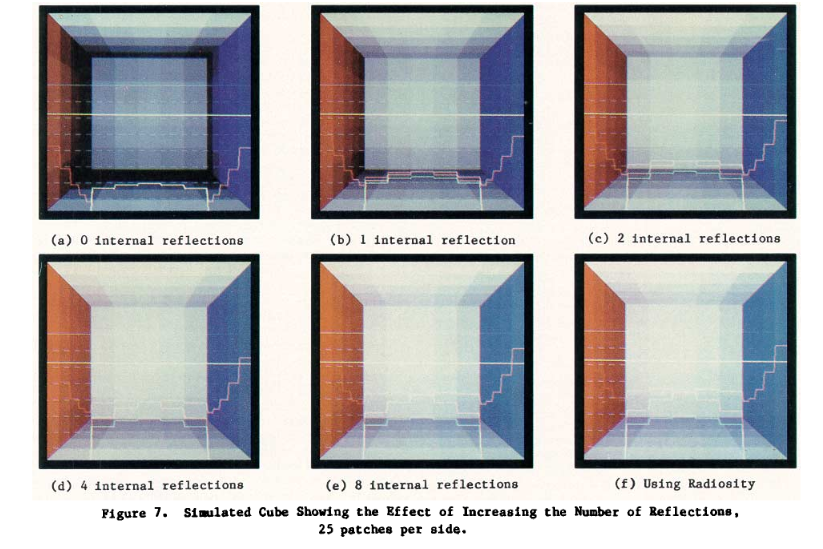 (a) 0 internal reflections
(b) 1 internal reflection
(c) 2 internal reflections
(d) 4 internal reflections
(e) 8 internal reflections
(f) Using Radiosity
Figure 7. Simulated Cube Showing the Effect of Increasing the Number of Reflections,
25 patches per side.